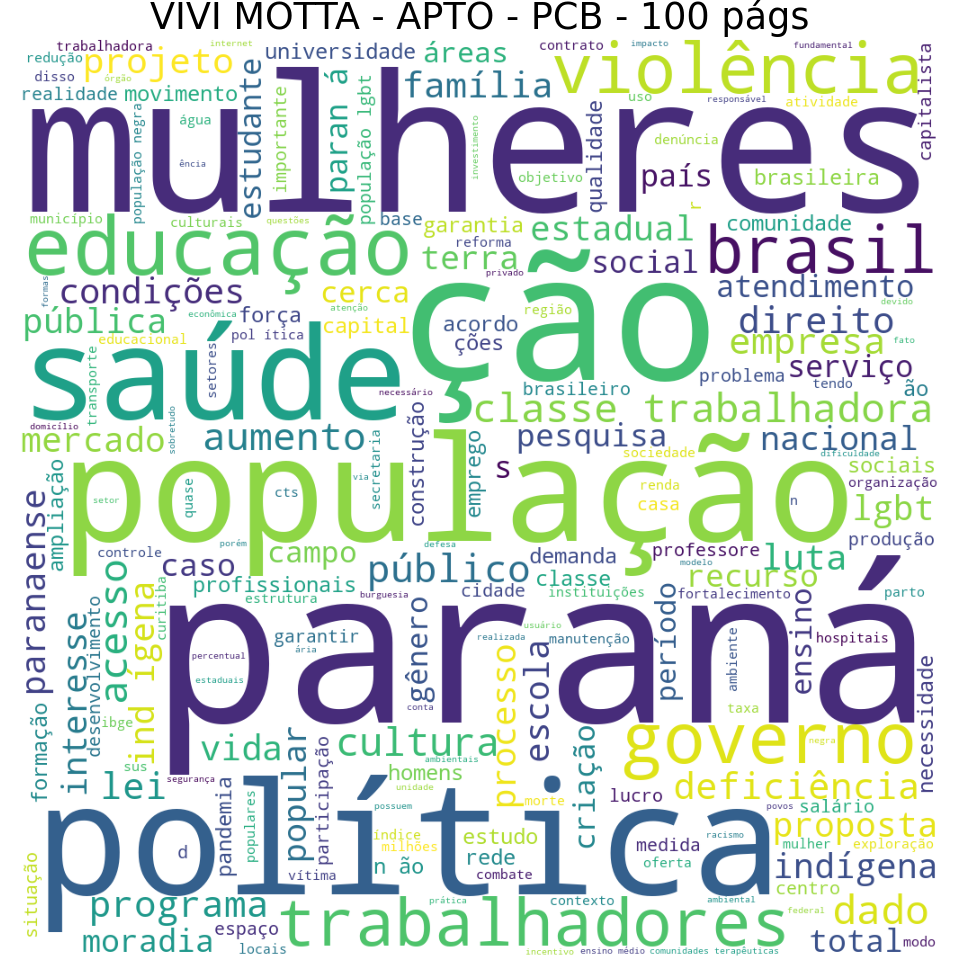 VIVI MOTTA - APTO - PCB - 100 págs
trabalhadora
redução
projeto
órgão
internet
universidade
áreas
contrato
impacto
fundamental
violência
disso
realidade
movimento
estudante
família
uso
responsável
atividade
capitalista
mulheres
população negra
água
ência
importante
paran á
população lgbt
investimento
objetivo
qualidade
denúncia
país
brasileira
município
culturais
questões
base
garantia
reforma
estadual
r
comunidade
educação
terra
privado
social
brasil
formas
condições
cerca
atenção
ção
região
atendimento
devido
pública
econômica
força
capital
acordo
ções
direito
educacional
pol ítica
empresa
fato
saúde
setores
transporte
necessário
brasileiro
problema
serviço
tendo
ão
domicílio
classe trabalhadora
mercado
sobretudo
aumento
secretaria
construção
emprego
pesquisa
nacional
dificuldade
sociedade
s
sociais
organização
população
setor
quase
cts
via
renda
casa
n
lgbt
paranaense
ampliação
controle
porém
defesa
caso
campo
público
demanda
professore
modelo
luta
produção
profissionais
estrutura
burguesia
cidade
classe
instituições
recurso
fortalecimento
parto
acesso
curitiba
paraná
interesse
desenvolvimento
ind ígena
garantir
ária
percentual
estaduais
gênero
usuário
realizada
manutenção
período
ambiente
ensino
hospitais
conta
processo
escola
ibge
taxa
necessidade
formação
sus
vida
cultura
ambientais
governo
negra
segurança
lei
homens
unidade
criação
lucro
deficiência
política
pandemia
populares
popular
participação
possuem
morte
povos
salário
índice
milhões
estudo
medida
racismo
proposta
mulher
exploração
d
vítima
n ão
rede
combate
oferta
indígena
situação
programa
prática
contexto
ambiental
centro
federal
dado
moradia
espaço
locais
trabalhadores
incentivo
ensino médio
comunidades terapêuticas
total
modo